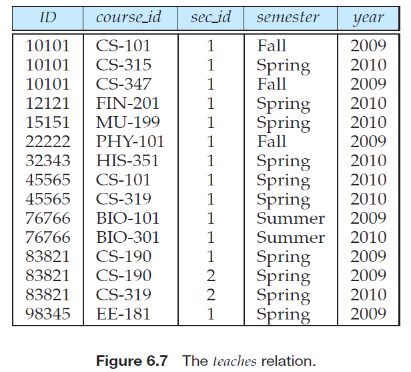 ID course_id sec_id semester year
10101 CS-101 1 Fall 2009
10101 CS-315 1 Spring 2010
10101 CS-347 1 Fall 2009
12121 FIN-201 1 Spring 2010
15151 MU-199 1 Spring 2010
22222 PHY-101 1 Fall 2009
32343 HIS-351 1 Spring 2010
45565 CS-101 1 Spring 2010
45565 CS-319 1 Spring 2010
76766 BIO-101 1 Summer 2009
76766 BIO-301 1 Summer 2010
83821 CS-190 1 Spring 2009
83821 CS-190 2 Spring 2009
83821 CS-319 2 Spring 2010
98345 EE-181 1 Spring 2009
Figure 6.7 The teaches relation.